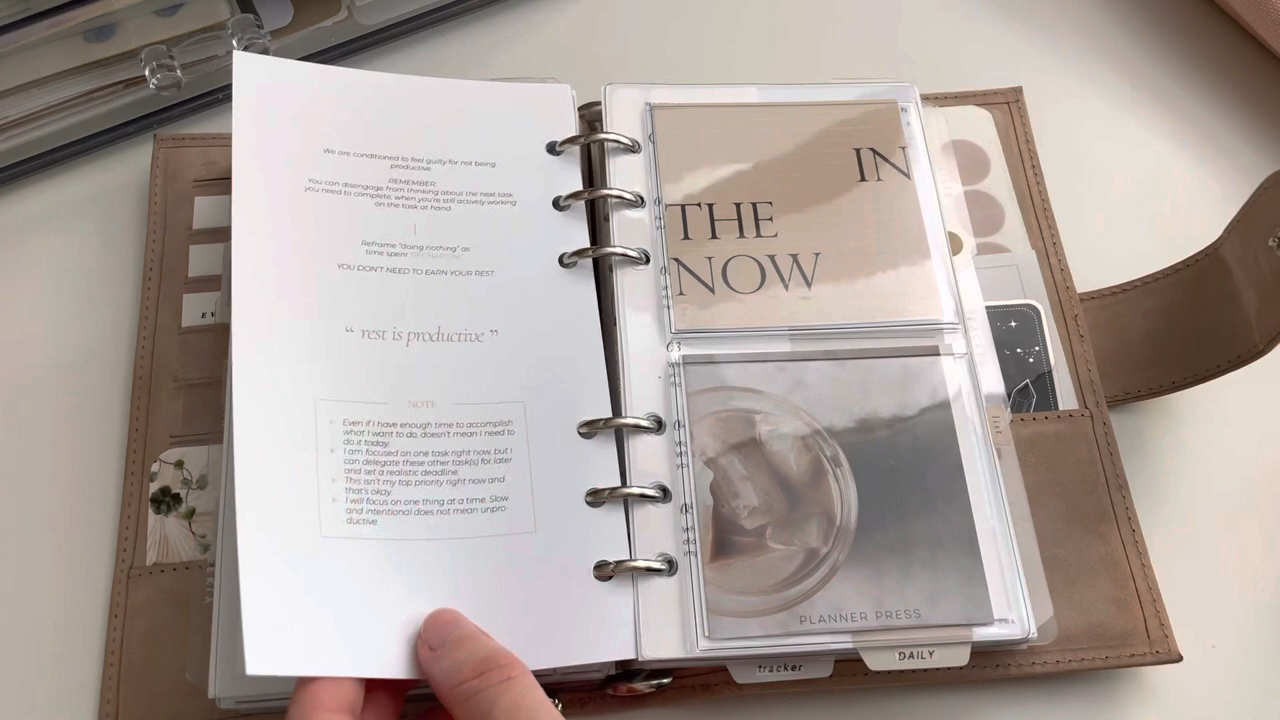 We are conditioned to feel guilty for not being
productive.
REMEMBER:
You can disengage from thinking about the next task
you need to complete, when you're still actively working
on the task at hand
Reframe "doing nothing" as
time spent RECHARGING
YOU DON'T NEED TO EARN YOUR REST
“ rest is productive ”
NOTE
Even if I have enough time to accomplish
what I want to do, doesn't mean I need to
do it today.
I am focused on one task right now, but I
can delegate these other task(s) for later
and set a realistic deadline.
This isn't my top priority right now and
that's okay.
I will focus on one thing at a time. Slow
and intentional does not mean unpro-
ductive.
IN
THE
NOW
03
PLANNER PRESS
list
tracker
DAILY